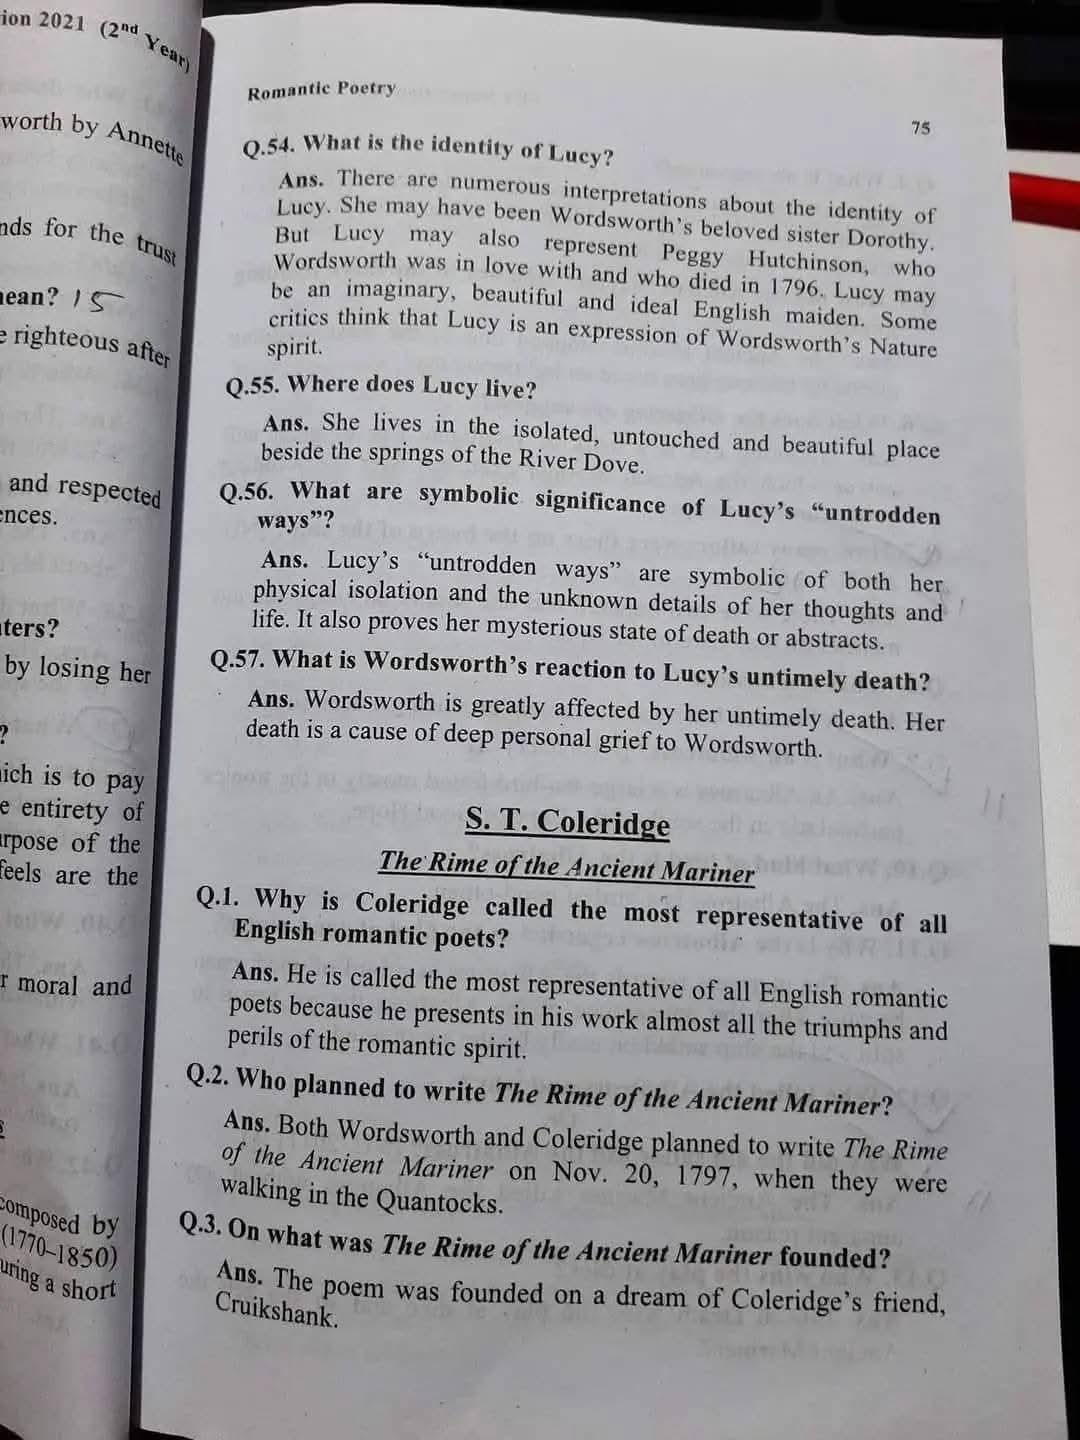 ion 2021 (2nd Year)
worth by Annette
nds for the trust
nean? 15
e righteous after
and respected
ences.
aters?
by losing her
?
nich is to pay
e entirety of
urpose of the
feels are the
r moral and
s
composed by
(1770–1850)
uring a short
Romantic Poetry
75
Q.54. What is the identity of Lucy?
Ans. There are numerous interpretations about the identity of
Lucy. She may have been Wordsworth's beloved sister Dorothy.
But Lucy may also represent Peggy Hutchinson, who
Wordsworth was in love with and who died in 1796. Lucy may
be an imaginary, beautiful and ideal English maiden. Some
critics think that Lucy is an expression of Wordsworth's Nature
spirit.
Q.55. Where does Lucy live?
Ans. She lives in the isolated, untouched and beautiful place
beside the springs of the River Dove.
Q.56. What are symbolic significance of Lucy's “untrodden
ways”?
Ans. Lucy's “untrodden ways” are symbolic of both her
physical isolation and the unknown details of her thoughts and
life. It also proves her mysterious state of death or abstracts.
Q.57. What is Wordsworth's reaction to Lucy's untimely death?
Ans. Wordsworth is greatly affected by her untimely death. Her
death is a cause of deep personal grief to Wordsworth.
S. T. Coleridge
The Rime of the Ancient Mariner
Q.1. Why is Coleridge called the most representative of all
English romantic poets?
Ans. He is called the most representative of all English romantic
poets because he presents in his work almost all the triumphs and
perils of the romantic spirit.
Q.2. Who planned to write The Rime of the Ancient Mariner?
Ans. Both Wordsworth and Coleridge planned to write The Rime
of the Ancient Mariner on Nov. 20, 1797, when they were
walking in the Quantocks.
Q.3. On what was The Rime of the Ancient Mariner founded?
Ans. The poem was founded on a dream of Coleridge's friend,
Cruikshank.